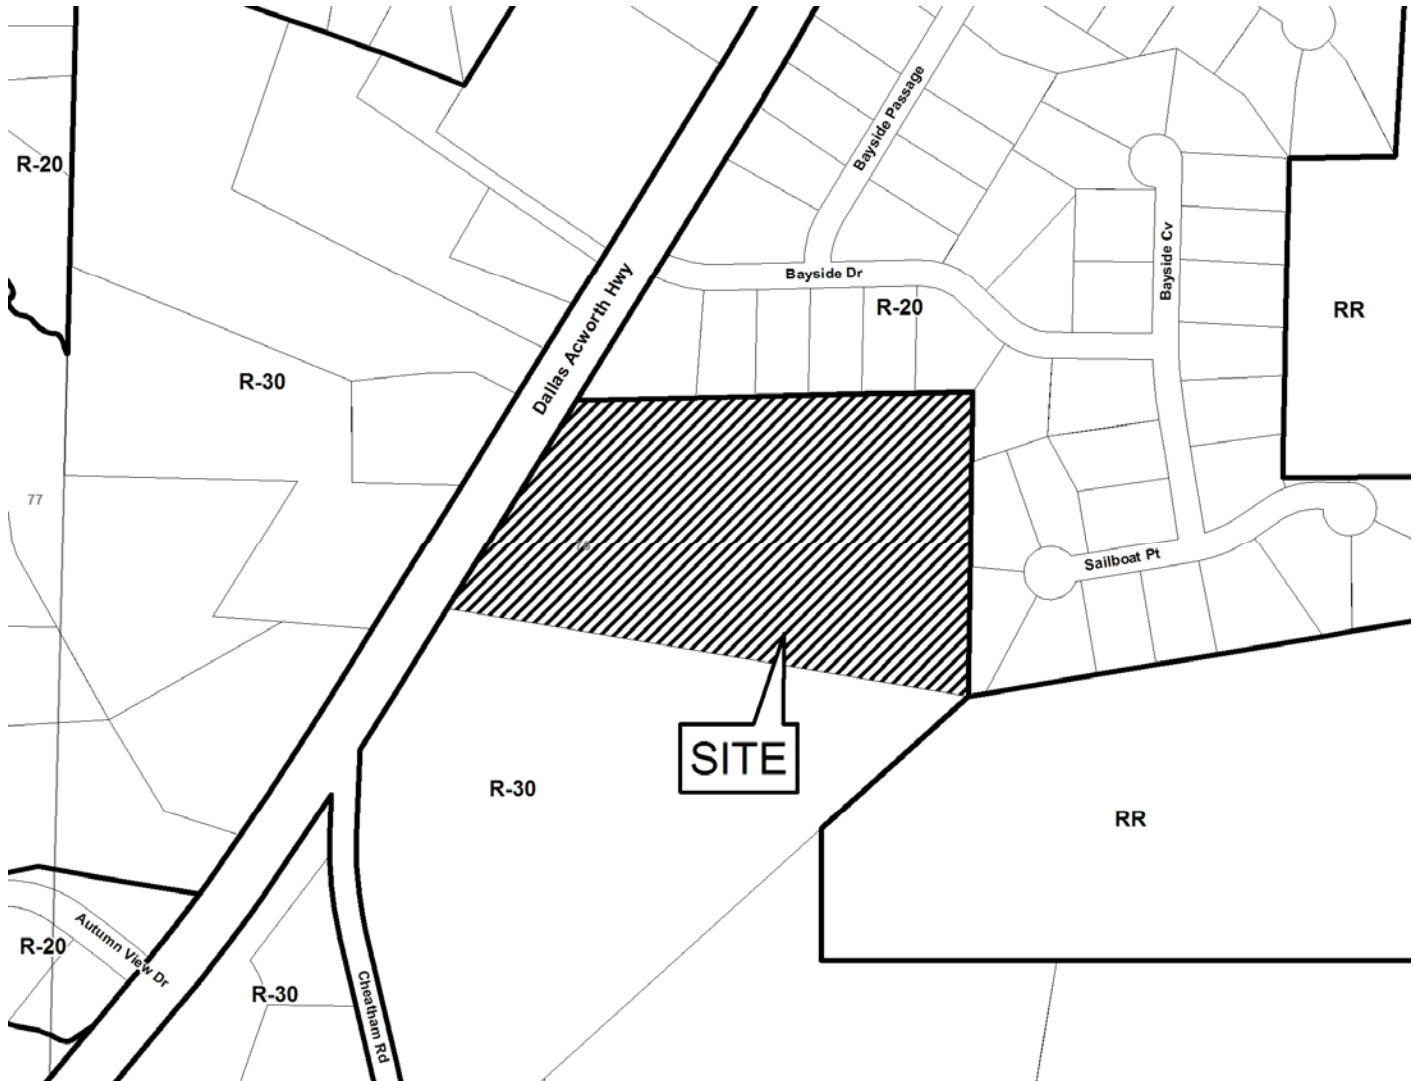 Bayside Passage
R-20
Bayside Cv
Bayside Dr
R-20
RR
Dallas Acworth Hwy
R-30
77
76
Sailboat Pt
SITE
R-30
RR
Autumn View Dr
R-20
R-30
Cheatham Rd